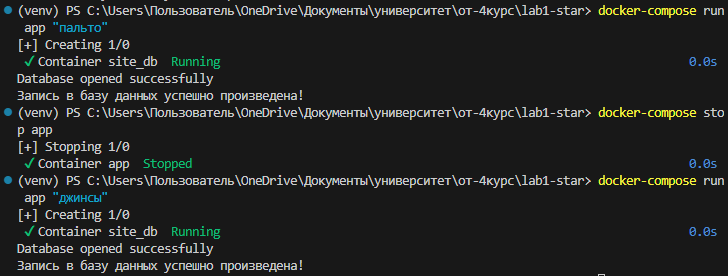 (venv) PS C:\Users\Пользователь\OneDrive\Документы\университет\от-4курс\lab1-star> docker-compose run
app "пальто"
[+] Creating 1/0
✓Container site_db Running 0.0s
Database opened successfully
Запись в базу данных успешно произведена!
(venv) PS C:\Users\Пользователь\OneDrive\Документы\университет\от-4курс\lab1-star> docker-compose sto
p app
[+] Stopping 1/0
✓Container app Stopped 0.0s
(venv) PS C:\Users\Пользователь\OneDrive\Документы\университет\от-4курс\lab1-star> docker-compose run
app "джинсы"
[+] Creating 1/0
✓Container site_db Running 0.0s
Database opened successfully
Запись в базу данных успешно произведена!